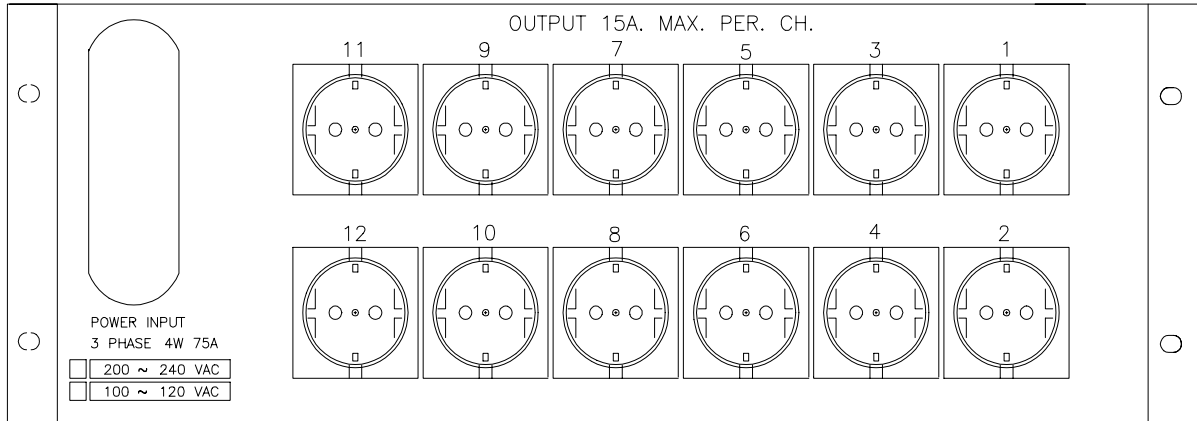 OUTPUT 15A. MAX. PER. CH.
11 9 7 5 3 1
12 10 8 6 4 2
POWER INPUT
3 PHASE 4W 75A
200 ~ 240 VAC
100 ~ 120 VAC